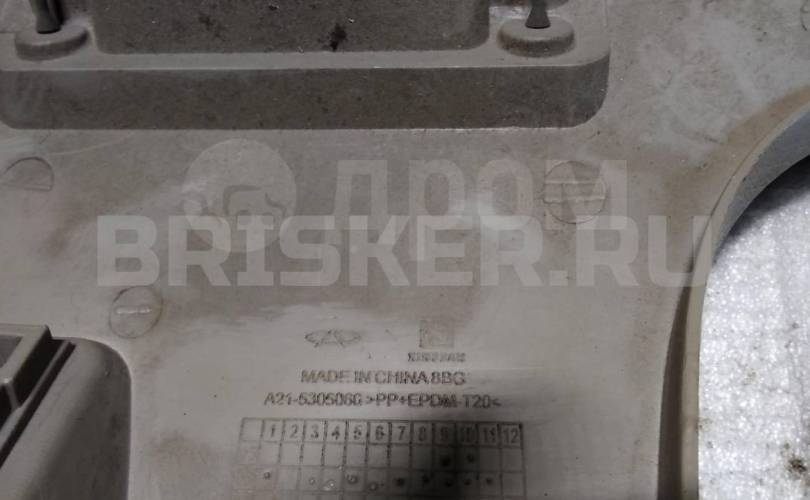 ДРОМ
BRISKER.RU
MADE IN CHINA 8BG
A21-5305060 >PP+EPDM-T20<
1 2 3 4 5 6 7 8 9 10 11 12